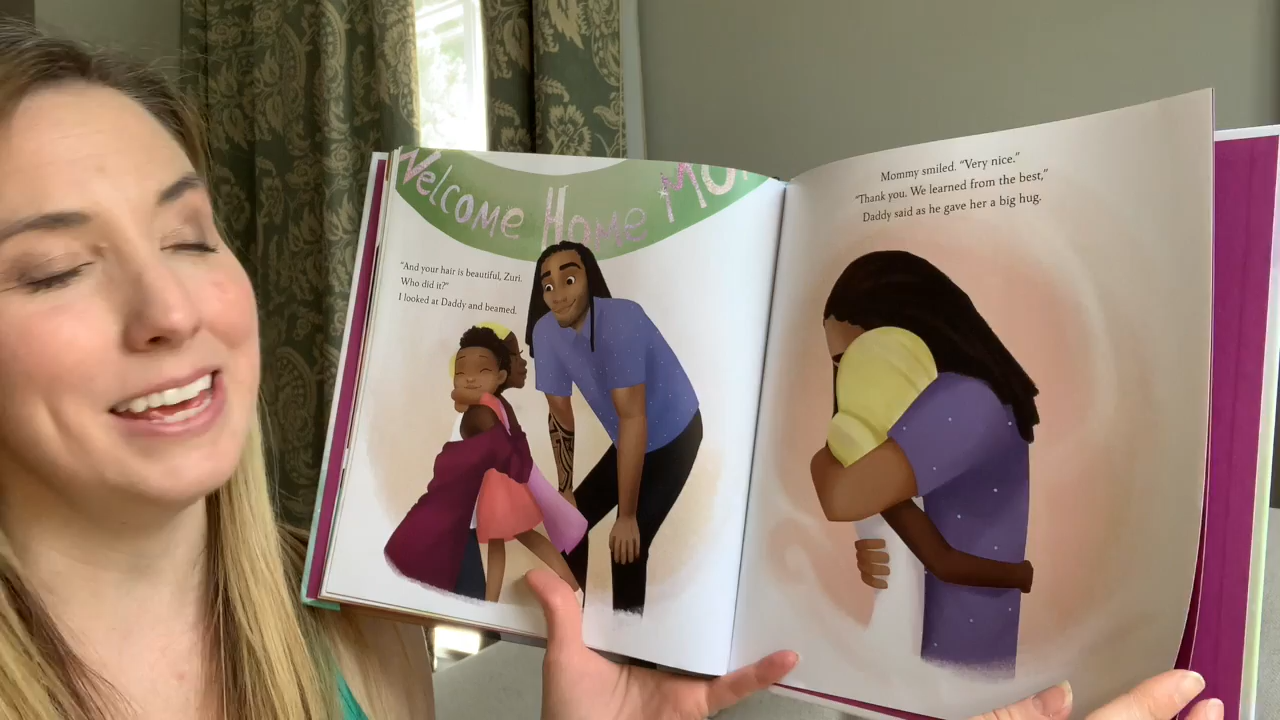 Welcome Home Mo
"And your hair is beautiful, Zuri.
Who did it?"
I looked at Daddy and beamed.
Mommy smiled. "Very nice."
"Thank you. We learned from the best,"
Daddy said as he gave her a big hug.